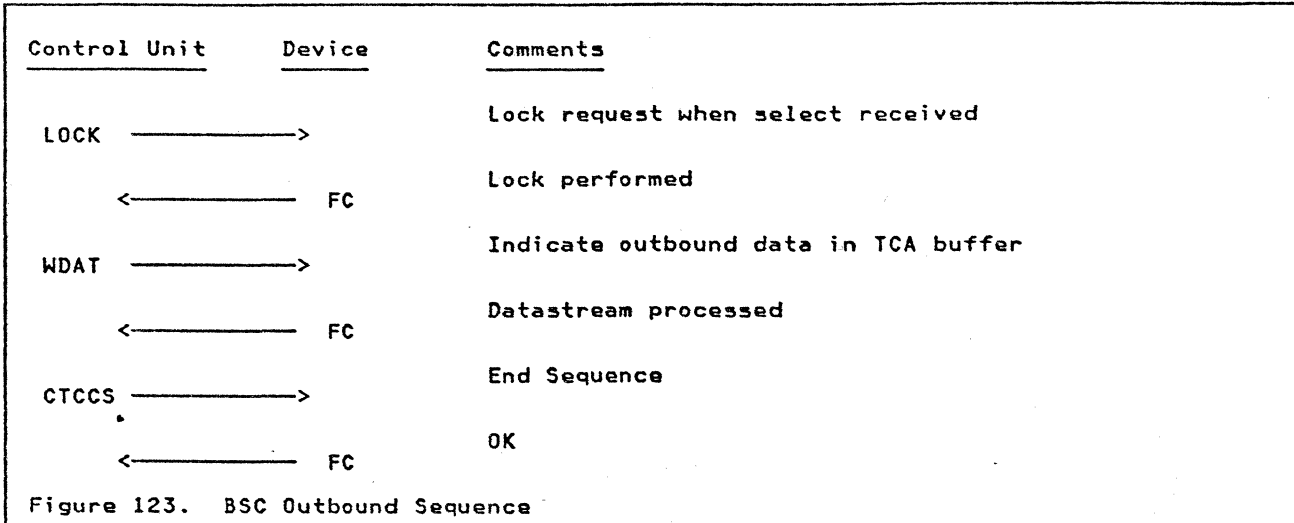 Control Unit Device Comments
Lock request when select received
LOCK ————>
Lock performed
<———— FC
Indicate outbound data in TCA buffer
WDAT ————>
Datastream processed
<———— FC
End Sequence
CTCCS ————>
OK
<———— FC
Figure 123. BSC Outbound Sequence